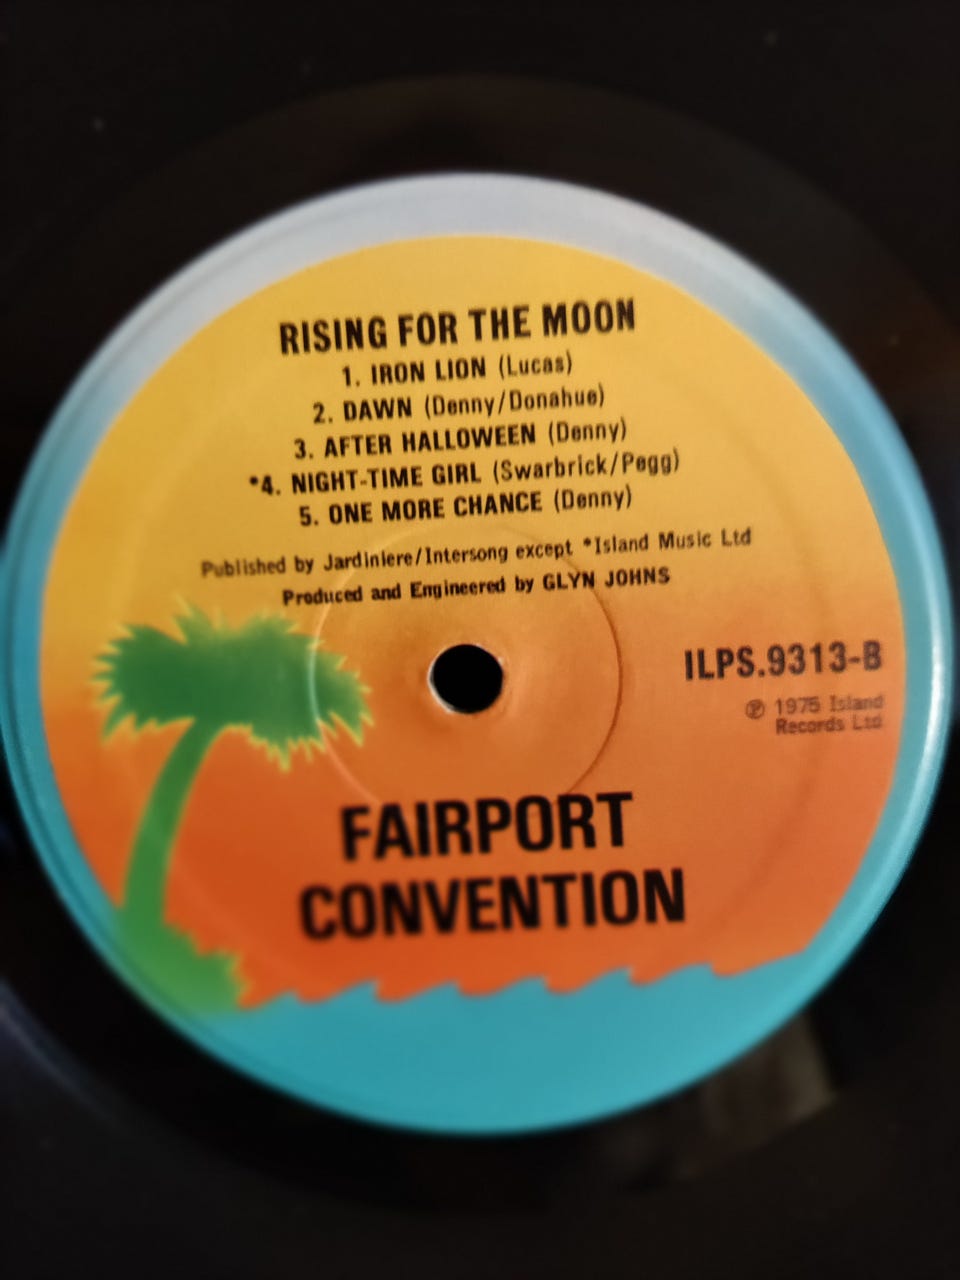 RISING FOR THE MOON
1. IRON LION (Lucas)
2. DAWN (Denny/Donahue)
3. AFTER HALLOWEEN (Denny)
*4. NIGHT-TIME GIRL (Swarbrick/Pegg)
5. ONE MORE CHANCE (Denny)
Published by Jardiniere/Intersong except *Island Music Ltd
Produced and Engineered by GLYN JOHNS
ILPS.9313-B
℗ 1975 Island
Records Ltd
FAIRPORT
CONVENTION